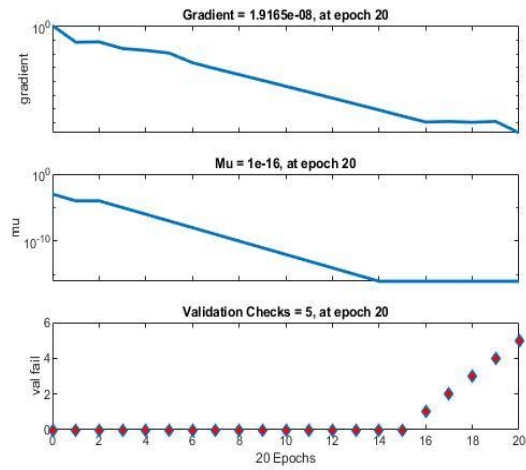 Gradient = 1.9165e-08, at epoch 20
10^0
gradient
Mu = 1e-16, at epoch 20
10^0
mu
10^-10
Validation Checks = 5, at epoch 20
6
4
val fail
2
0
0 2 4 6 8 10 12 14 16 18 20
20 Epochs